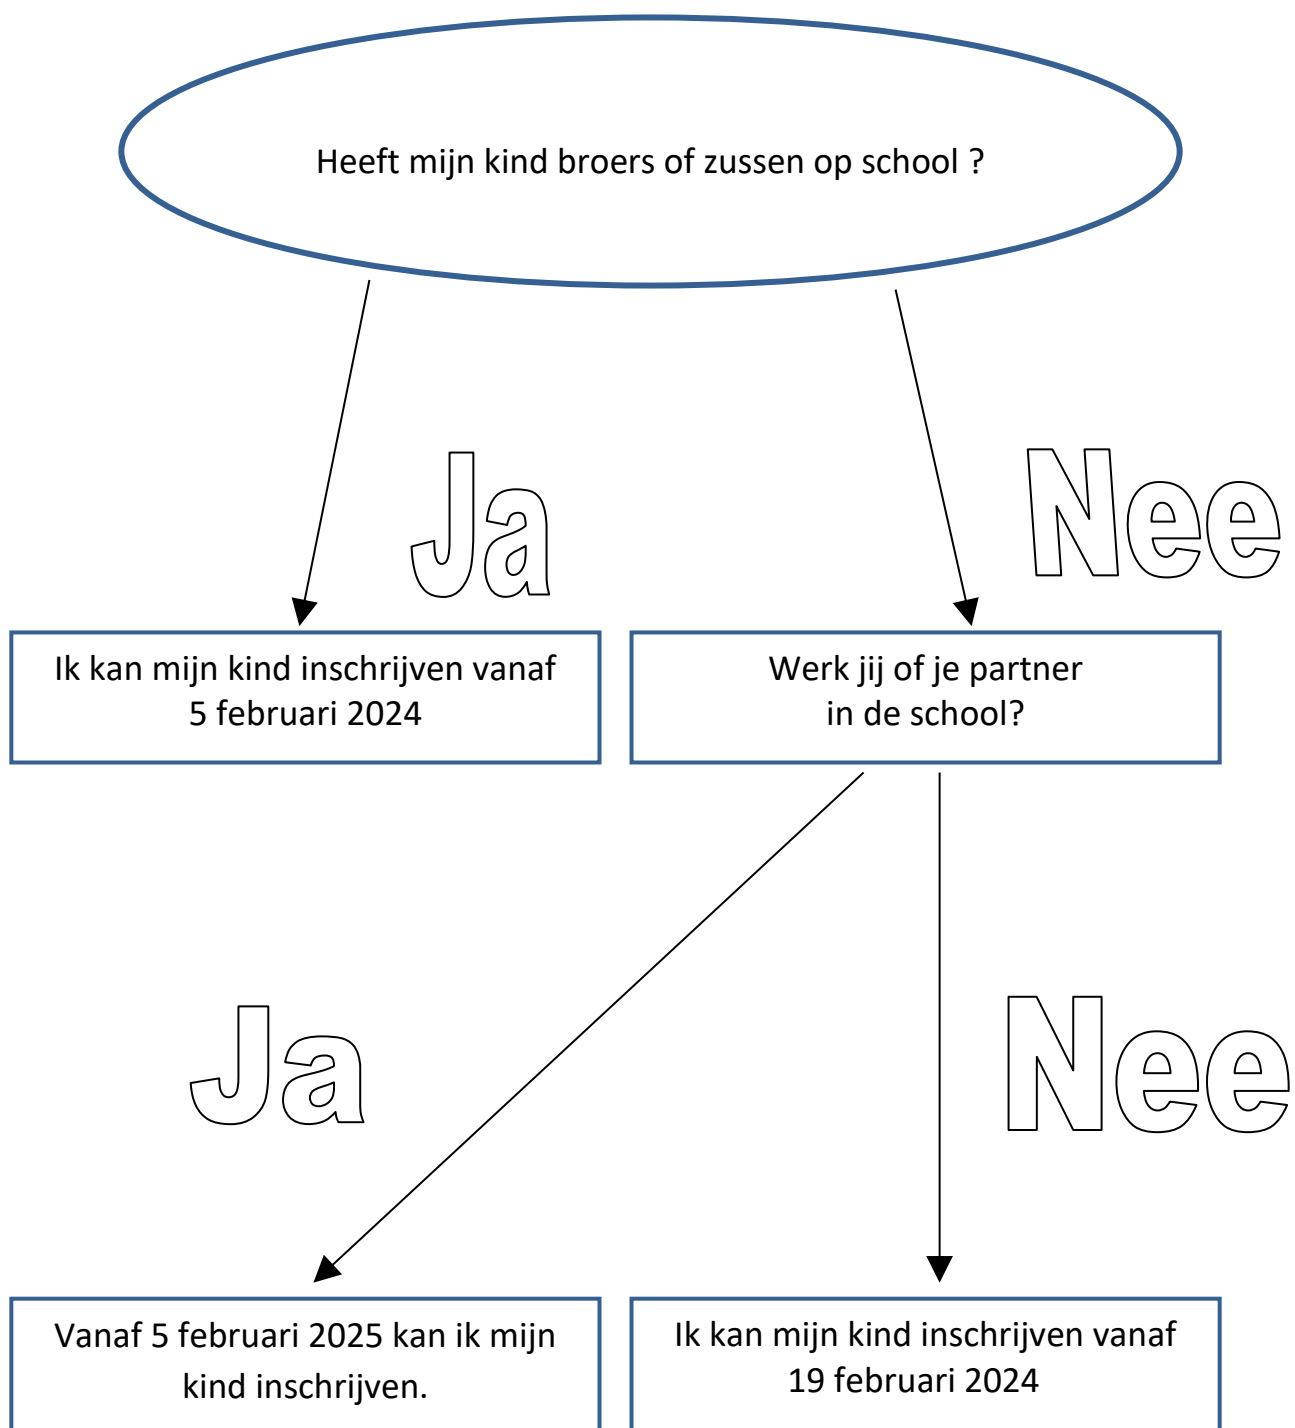 Heeft mijn kind broers of zussen op school ?
Ja
Nee
Ik kan mijn kind inschrijven vanaf
5 februari 2024
Werk jij of je partner
in de school?
Ja
Nee
Vanaf 5 februari 2025 kan ik mijn
kind inschrijven.
Ik kan mijn kind inschrijven vanaf
19 februari 2024